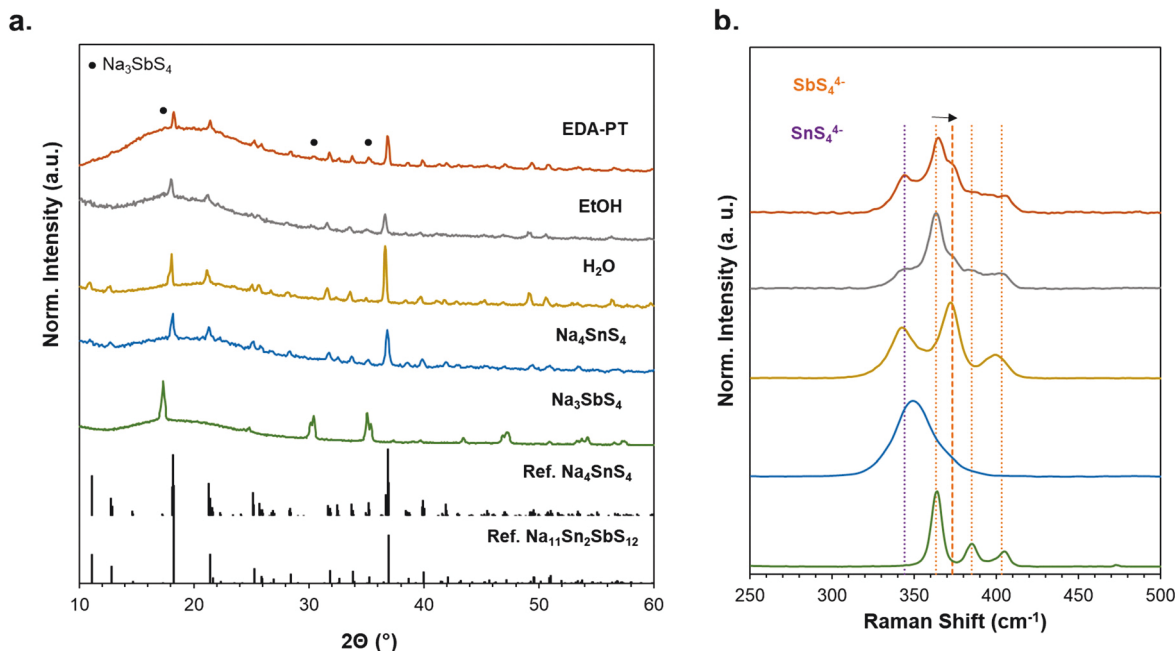 a.
Norm. Intensity (a.u.)
● Na₃SbS₄
EDA-PT
EtOH
H₂O
Na₄SnS₄
Na₃SbS₄
Ref. Na₄SnS₄
Ref. Na₁₁Sn₂SbS₁₂
10 20 30 40 50 60
2Θ (°)
b.
Norm. Intensity (a. u.)
SbS₄⁴⁻
SnS₄⁴⁻
250 300 350 400 450 500
Raman Shift (cm⁻¹)